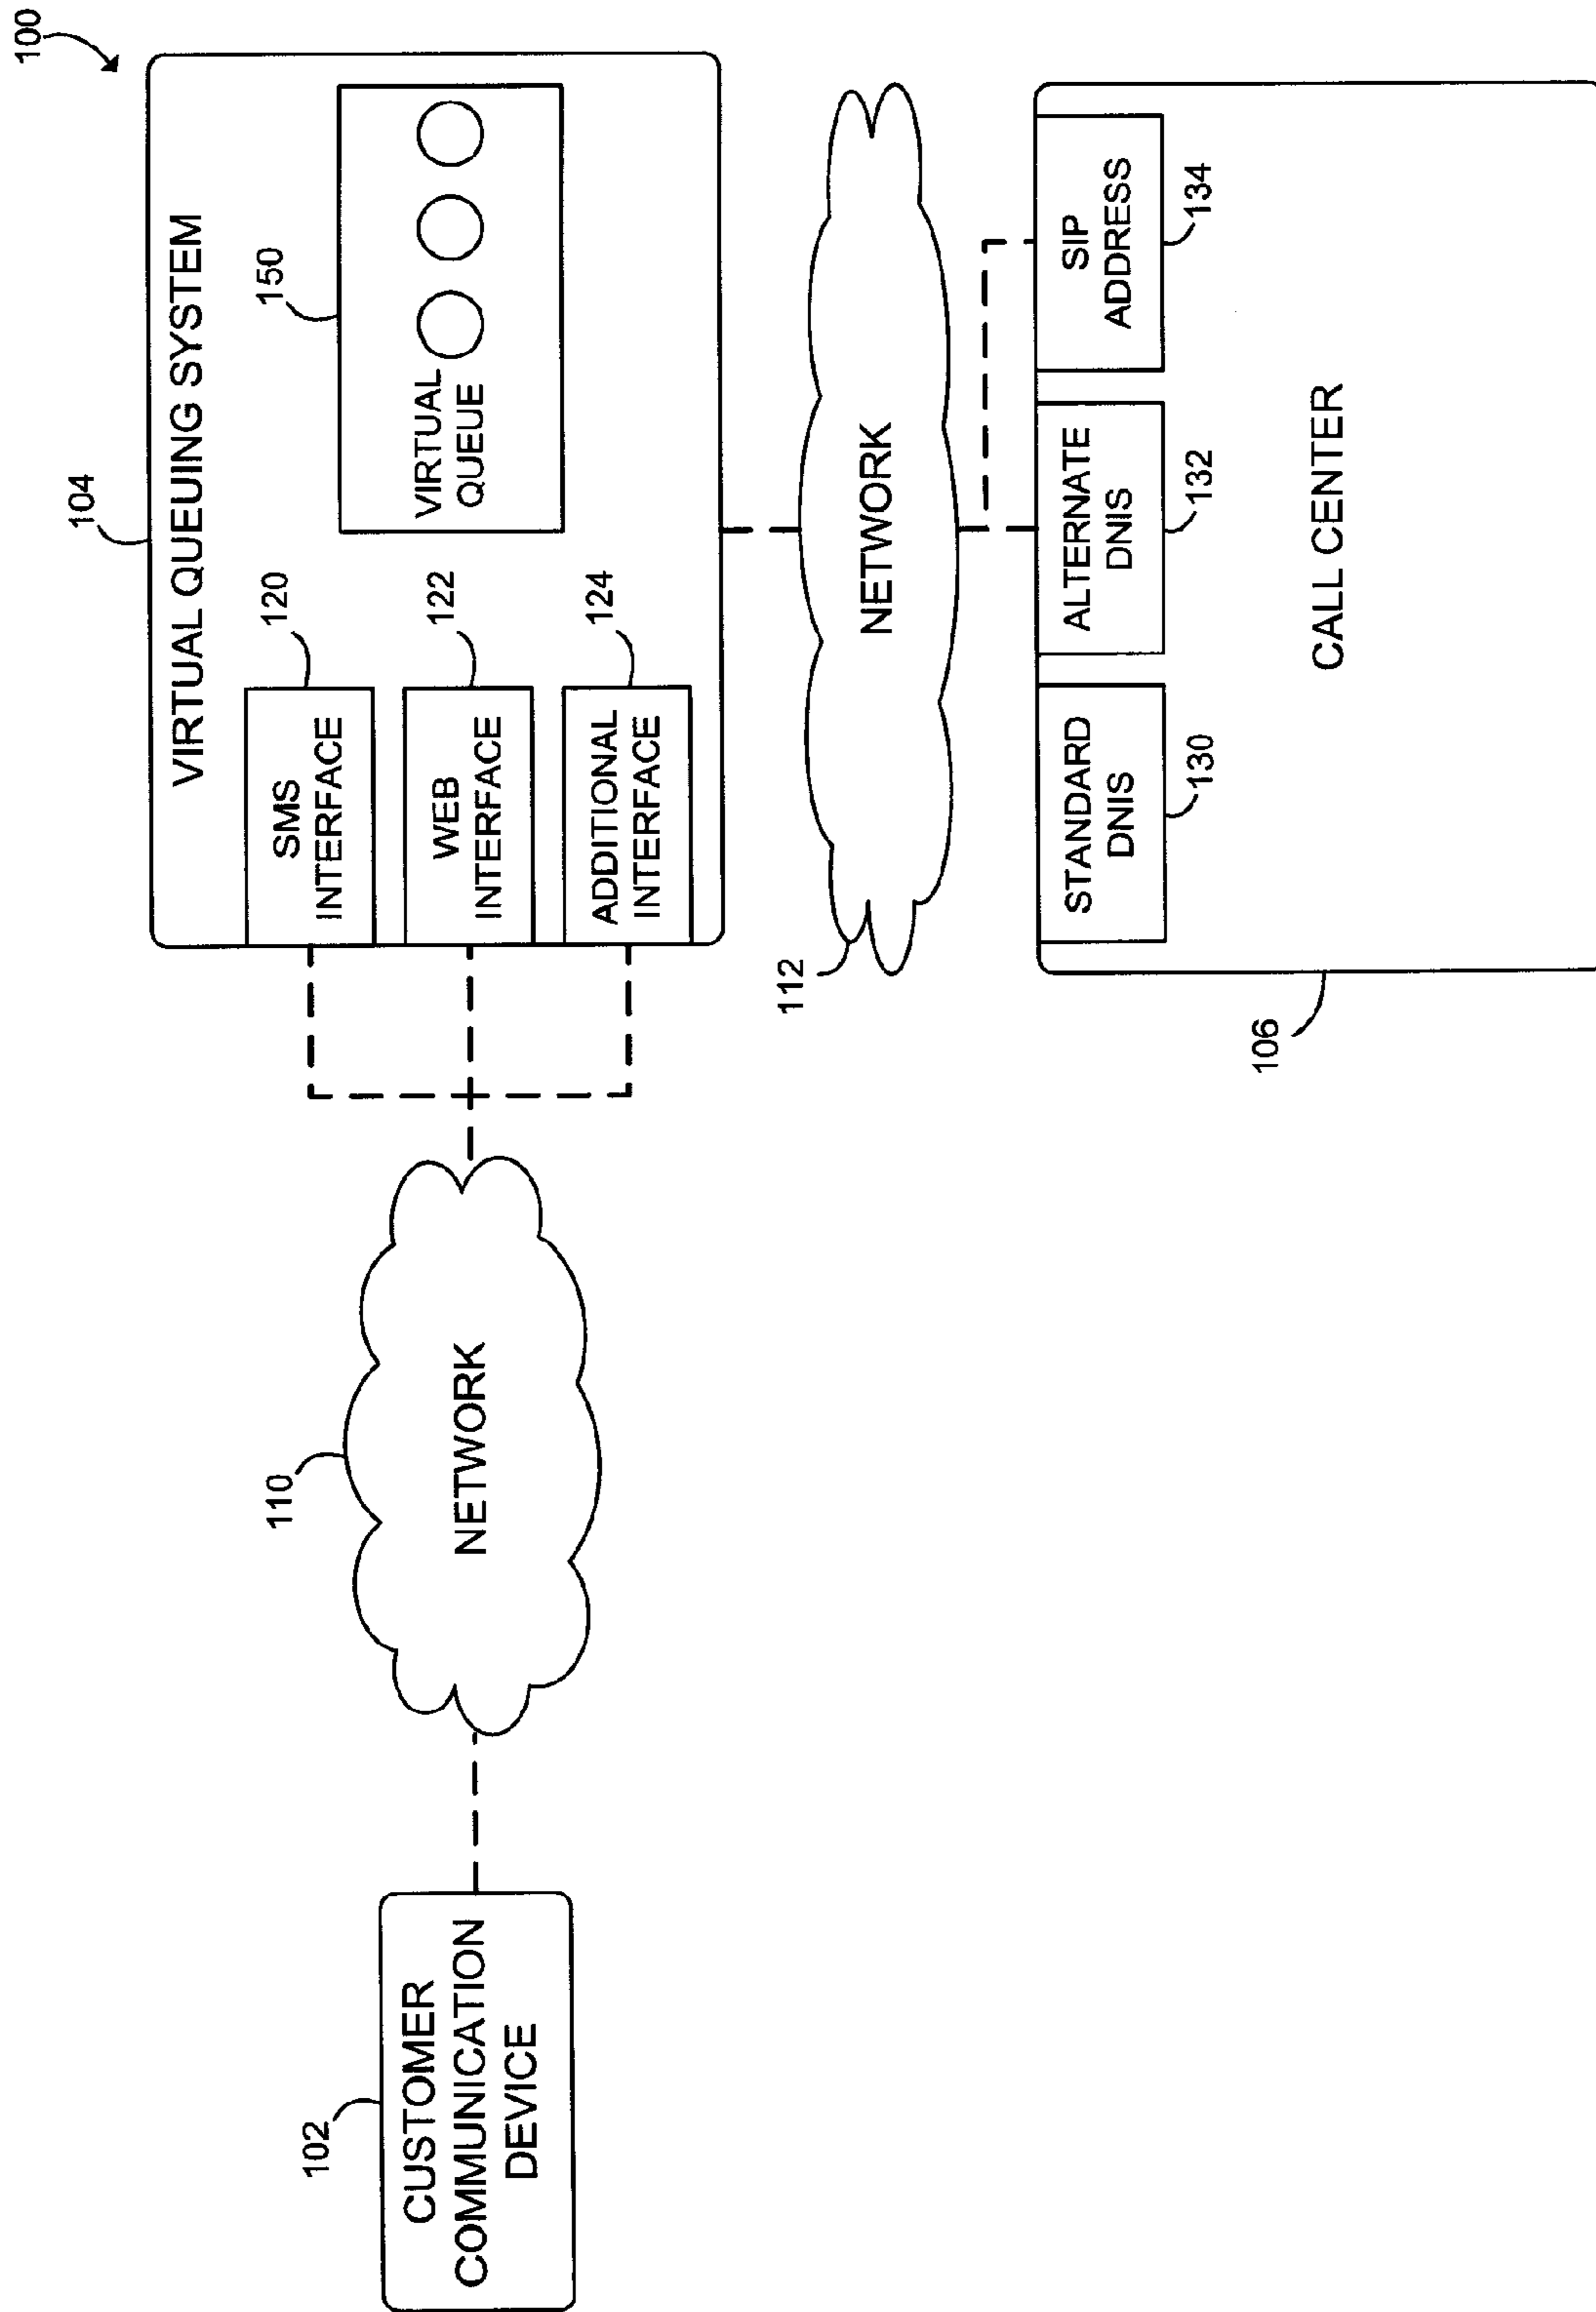 100
104
VIRTUAL QUEUING SYSTEM
120
SMS
INTERFACE
122
WEB
INTERFACE
124
ADDITIONAL
INTERFACE
150
VIRTUAL
QUEUE
110
NETWORK
102
CUSTOMER
COMMUNICATION
DEVICE
112
NETWORK
106
STANDARD
DNIS
130
ALTERNATE
DNIS
132
SIP
ADDRESS
134
CALL CENTER